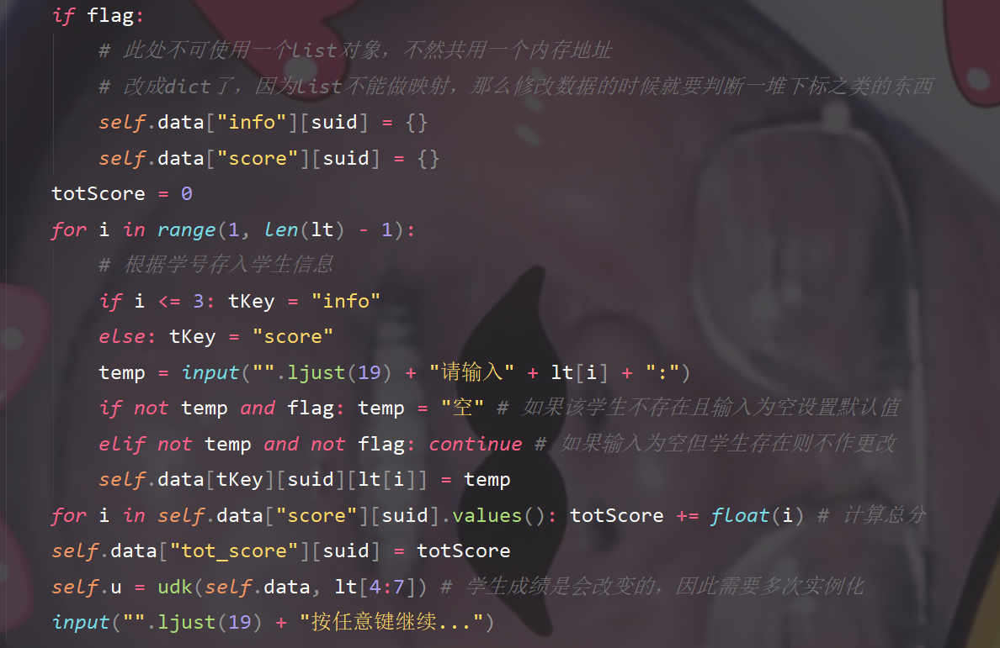 if flag:
# 此处不可使用一个list对象，不然共用一个内存地址
# 改成dict了，因为list不能做映射，那么修改数据的时候就要判断一堆下标之类的东西
self.data["info"][suid] = {}
self.data["score"][suid] = {}
totScore = 0
for i in range(1, len(lt) - 1):
# 根据学号存入学生信息
if i <= 3: tKey = "info"
else: tKey = "score"
temp = input("".ljust(19) + "请输入" + lt[i] + ":")
if not temp and flag: temp = "空" # 如果该学生不存在且输入为空设置默认值
elif not temp and not flag: continue # 如果输入为空但学生存在则不作更改
self.data[tKey][suid][lt[i]] = temp
for i in self.data["score"][suid].values(): totScore += float(i) # 计算总分
self.data["tot_score"][suid] = totScore
self.u = udk(self.data, lt[4:7]) # 学生成绩是会改变的，因此需要多次实例化
input("".ljust(19) + "按任意键继续...")